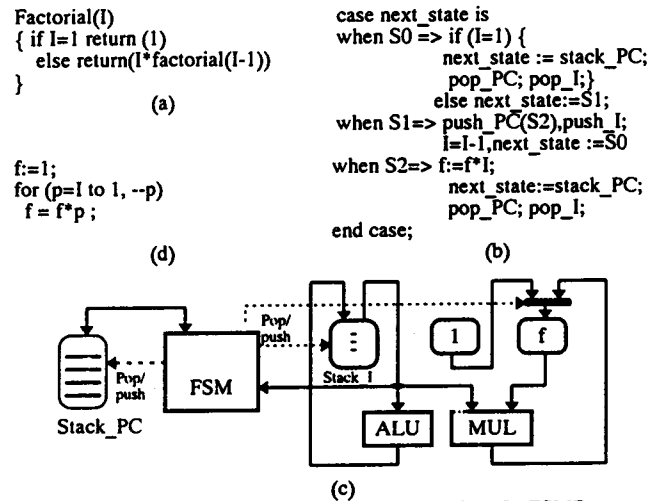 Factorial(I)
{ if I=1 return (1)
else return(I*factorial(I-1))
}
(a)
case next_state is
when S0 => if (I=1) {
next_state := stack_PC;
pop_PC; pop_I;}
else next_state:=S1;
when S1=> push_PC(S2),push_I;
I=I-1,next_state :=S0
when S2=> f:=f*I;
next_state:=stack_PC;
pop_PC; pop_I;
end case;
(b)
f:=1;
for (p=I to 1, --p)
f = f*p ;
(d)
Pop/
push
Stack_PC
FSM
Pop/
push
Stack_I
1
f
ALU
MUL
(c)